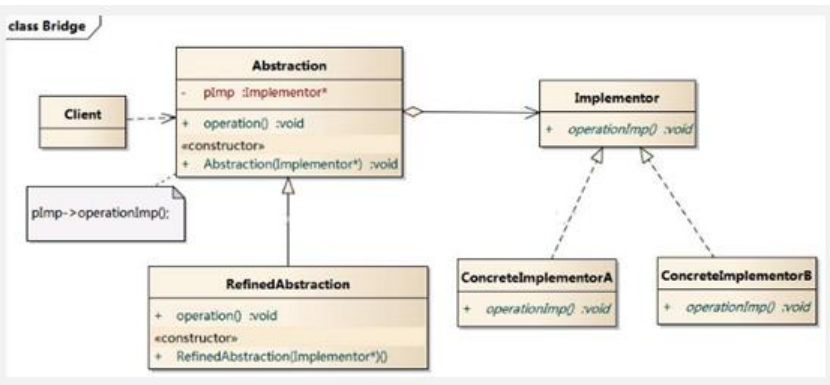 class Bridge
Abstraction
- pImp :Implementor*
+ operation() :void
«constructor»
+ Abstraction(Implementor*) :void
Client
Implementor
+ operationImp() :void
pImp->operationImp();
RefinedAbstraction
+ operation() :void
«constructor»
+ RefinedAbstraction(Implementor*)()
ConcreteImplementorA
+ operationImp() :void
ConcreteImplementorB
+ operationImp() :void